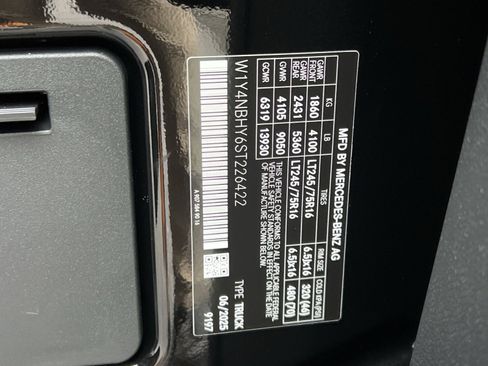 MFD BY MERCEDES-BENZ AG
KG LB TIRES RIM SIZE COLD KPA/(PSI)
GAWR FRONT 1860 4100 LT245/75R16 6.5Jx16 320 (46)
GAWR REAR 2431 5360 LT245/75R16 6.5Jx16 480 (70)
GVWR 4105 9050
GCWR 6319 13930
THIS VEHICLE CONFORMS TO ALL APPLICABLE FEDERAL MOTOR
VEHICLE SAFETY STANDARDS IN EFFECT ON THE DATE OF
MANUFACTURE SHOWN ABOVE.
W1Y4NBHY6ST226422 TYPE TRUCK
06/2025
9197